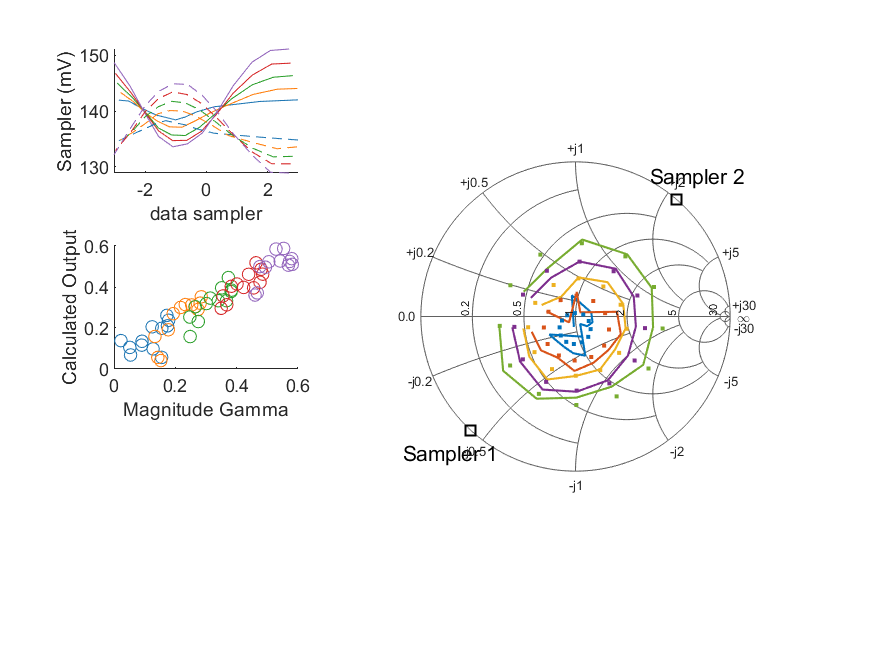 150
140
130
Sampler (mV)
-2
0
2
data sampler
0.6
0.4
0.2
0
Calculated Output
0
0.2
0.4
0.6
Magnitude Gamma
+j1
Sampler 2
+j2
+j0.5
+j0.2
+j5
0.0
0.2
0.5
1
2
5
30
+j30
∞
-j30
-j0.2
-j5
Sampler 1
-j0.5
-j2
-j1